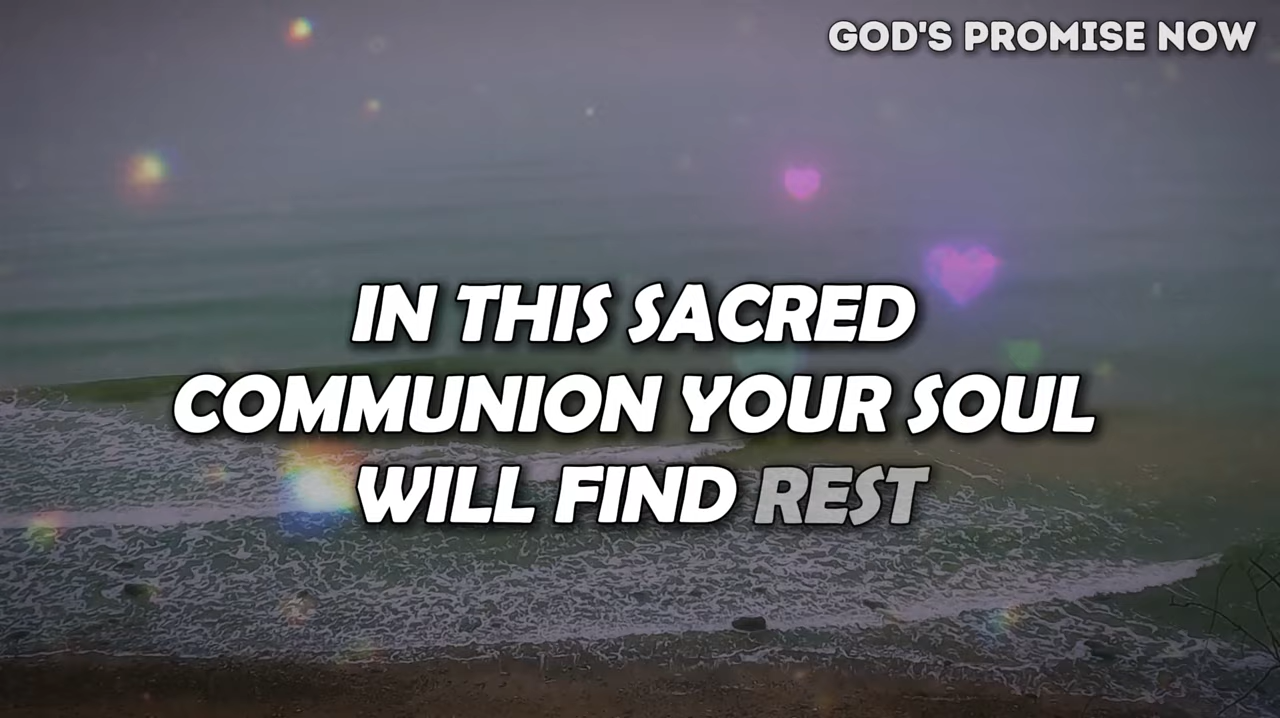 GOD'S PROMISE NOW
IN THIS SACRED
COMMUNION YOUR SOUL
WILL FIND REST